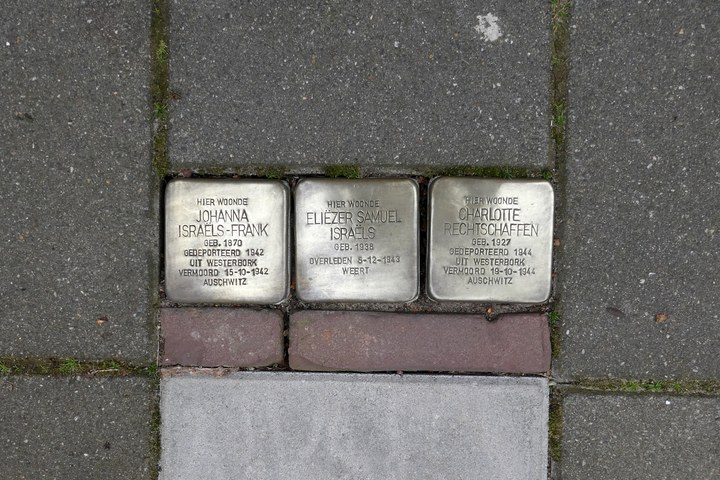 HIER WOONDE
JOHANNA
ISRAËLS-FRANK
GEB. 1870
GEDEPORTEERD 1942
UIT WESTERBORK
VERMOORD 15-10-1942
AUSCHWITZ
HIER WOONDE
ELIËZER SAMUEL
ISRAËLS
GEB. 1938
OVERLEDEN 5-12-1943
WEERT
HIER WOONDE
CHARLOTTE
RECHTSCHAFFEN
GEB. 1927
GEDEPORTEERD 1944
UIT WESTERBORK
VERMOORD 19-10-1944
AUSCHWITZ